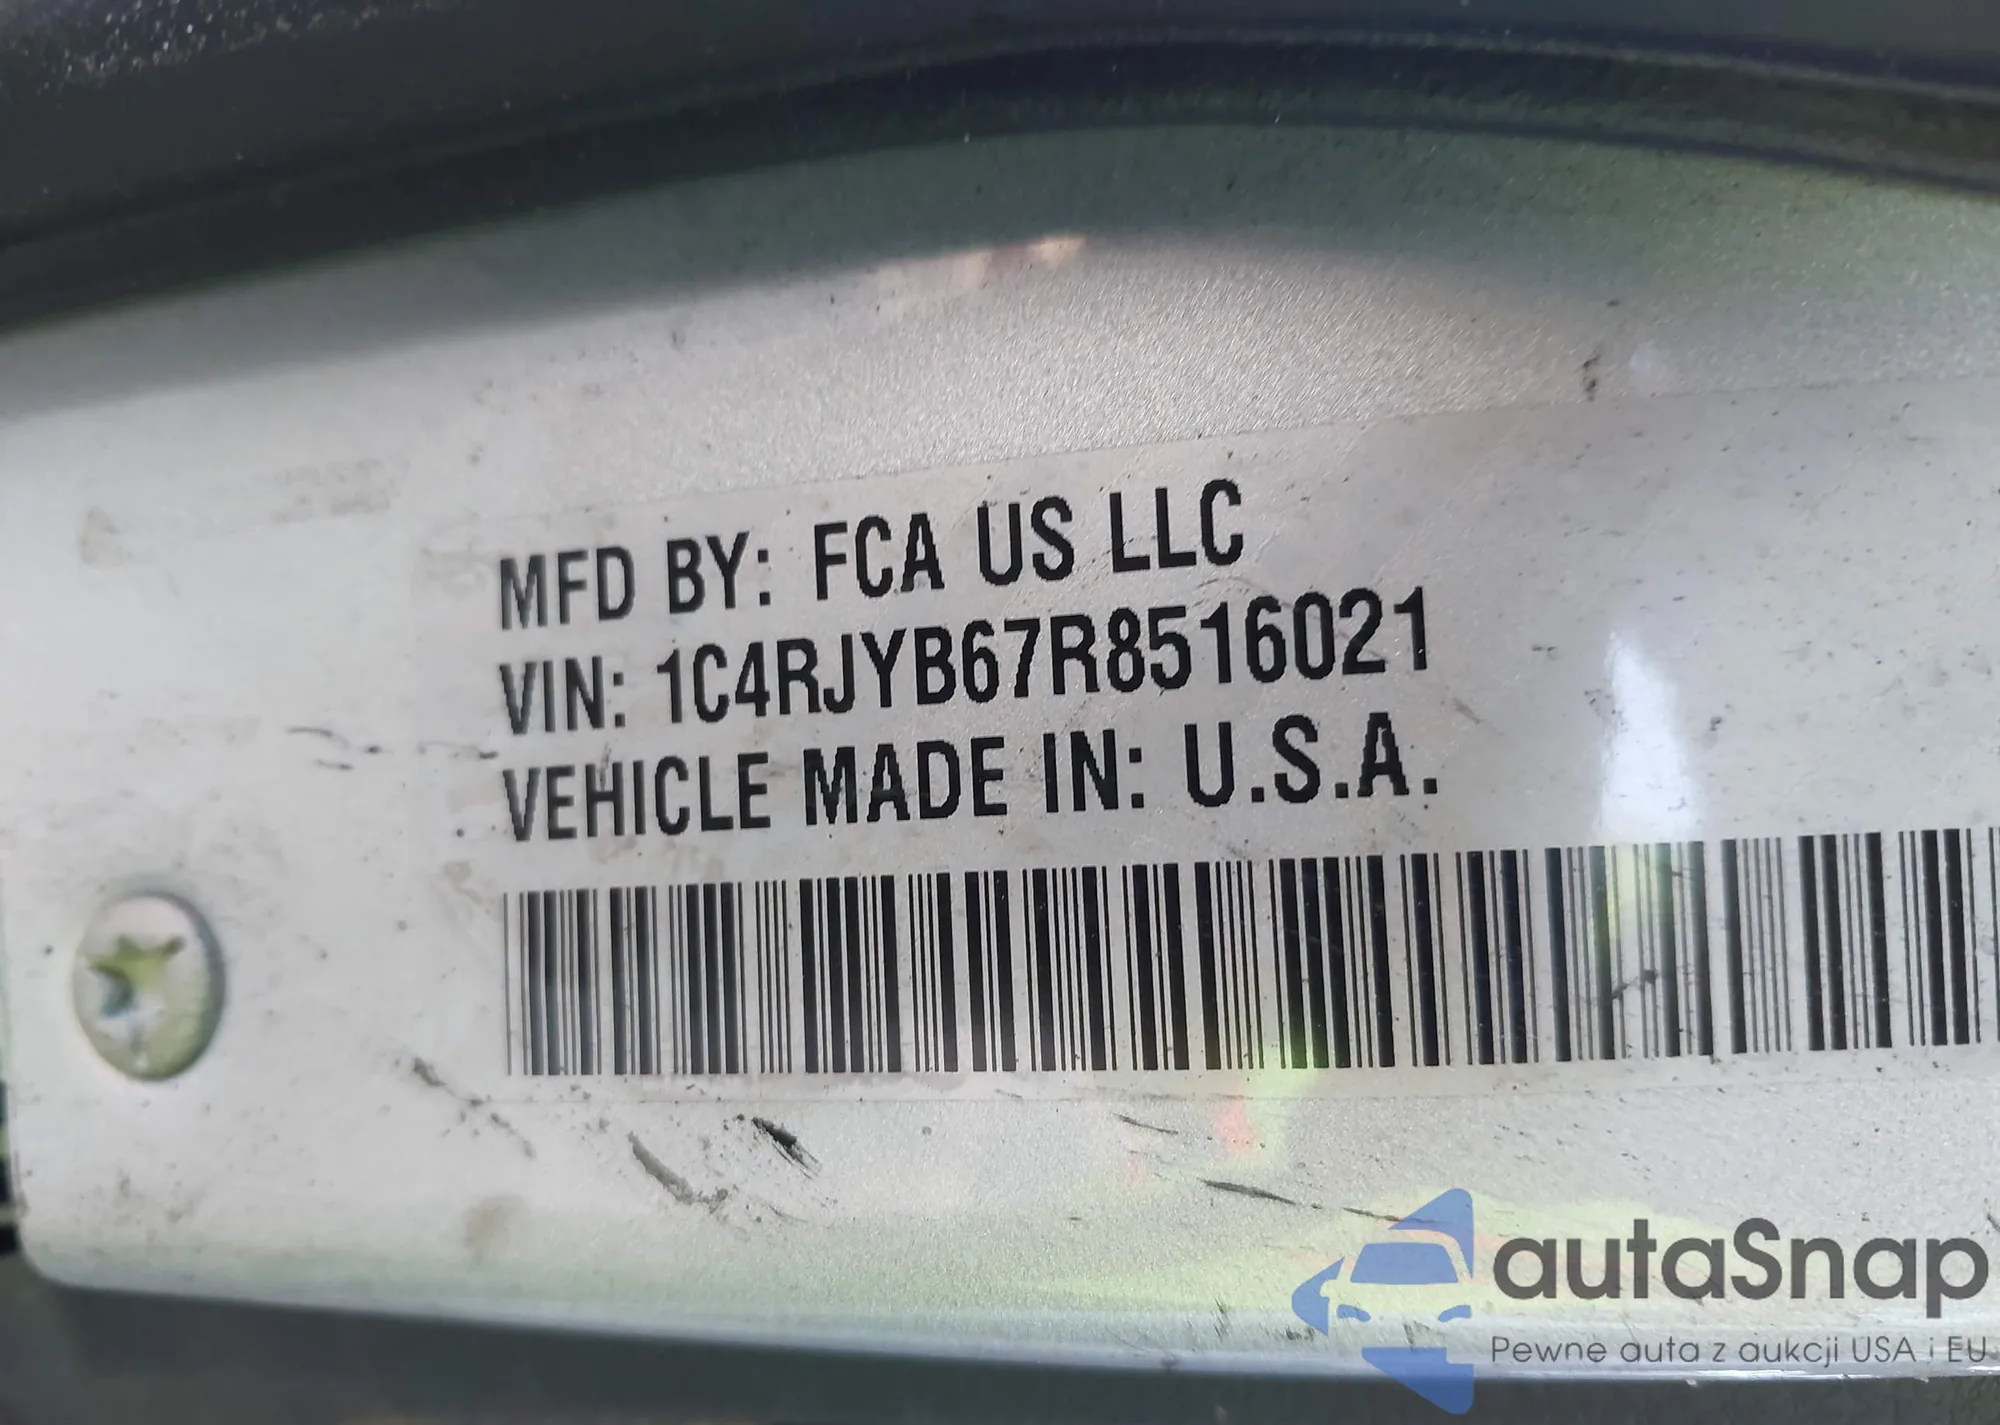 MFD BY: FCA US LLC
VIN: 1C4RJYB67R8516021
VEHICLE MADE IN: U.S.A.
autaSnap
Pewne auta z aukcji USA i EU